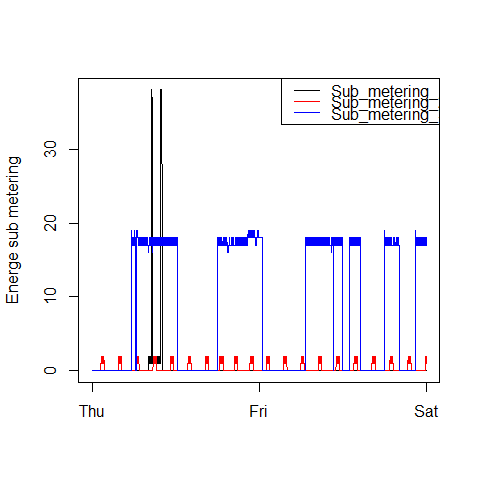 Sub_metering_
Sub_metering_
Sub_metering_
Energe sub metering
30
20
10
0
Thu
Fri
Sat